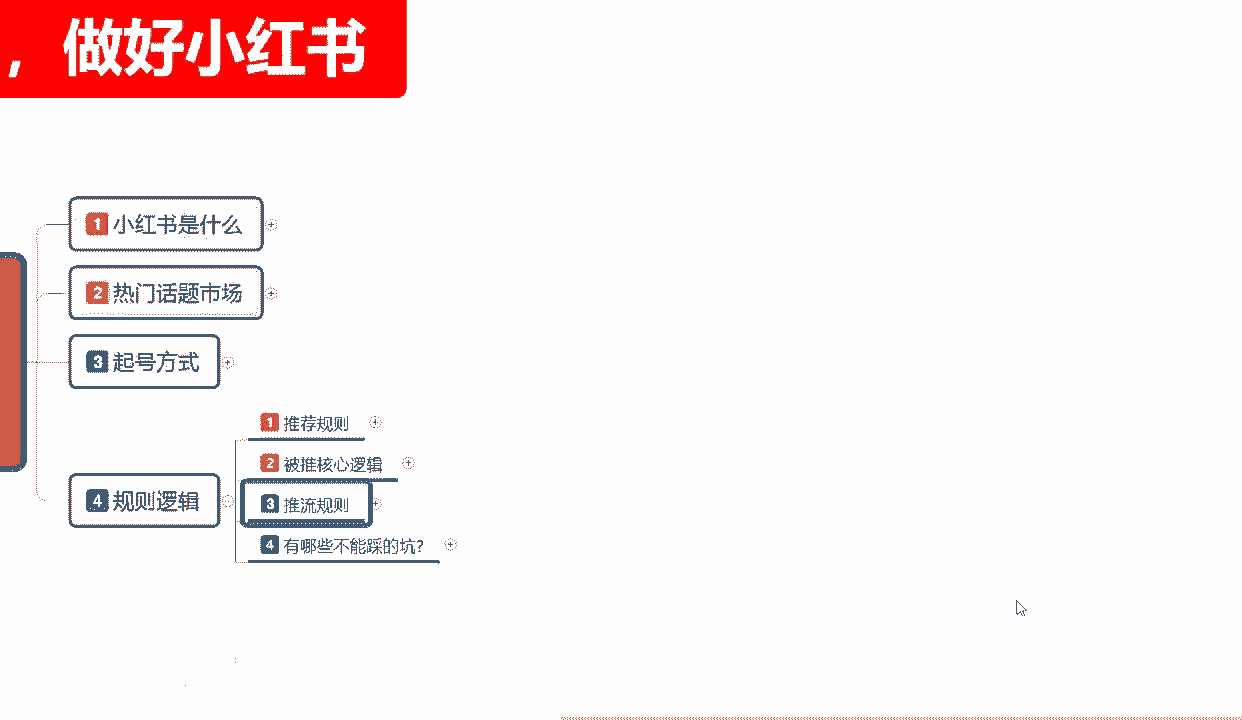 ，做好小红书
1 小红书是什么
2 热门话题市场
3 起号方式
4 规则逻辑
1 推荐规则
2 被推核心逻辑
3 推流规则
4 有哪些不能踩的坑？